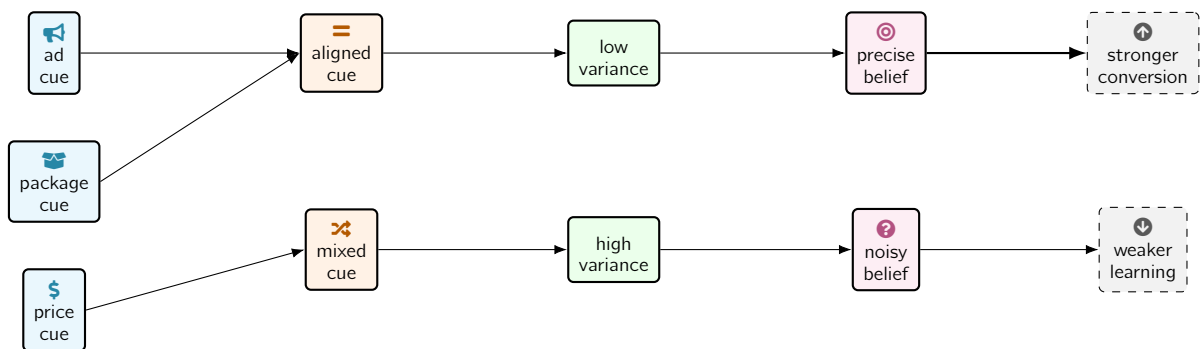 ad
cue
aligned
cue
low
variance
precise
belief
stronger
conversion
package
cue
mixed
cue
high
variance
noisy
belief
weaker
learning
price
cue